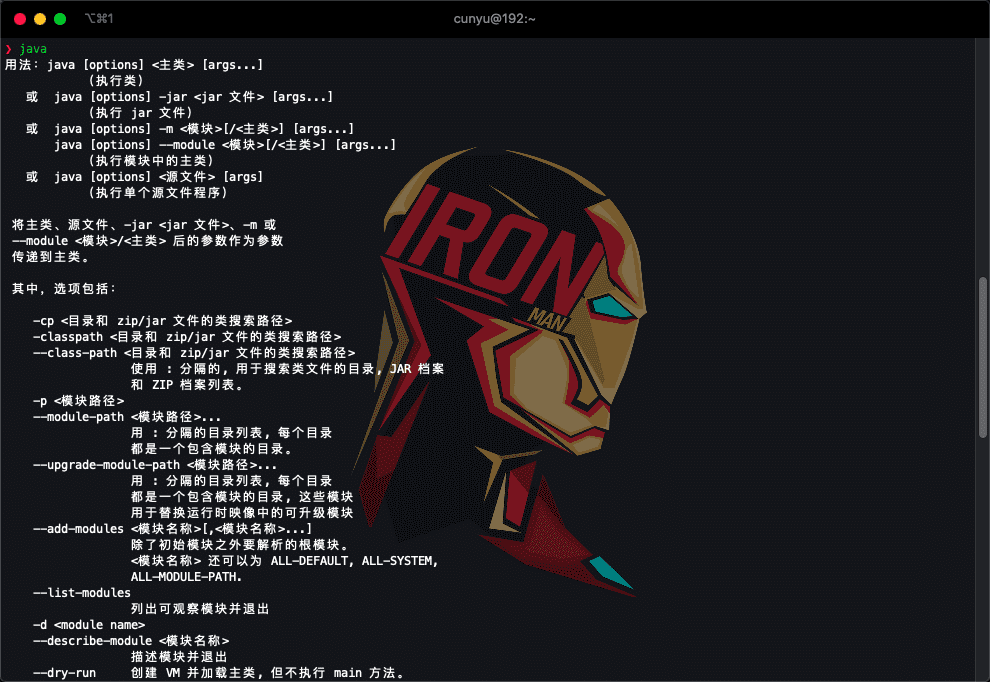 ⌥⌘1
cunyu@192:~
❯ java
用法：java [options] <主类> [args...]
(执行类)
或 java [options] -jar <jar 文件> [args...]
(执行 jar 文件)
或 java [options] -m <模块>[/<主类>] [args...]
java [options] --module <模块>[/<主类>] [args...]
(执行模块中的主类)
或 java [options] <源文件> [args]
(执行单个源文件程序)
将主类、源文件、-jar <jar 文件>、-m 或
--module <模块>/<主类> 后的参数作为参数
传递到主类。
其中，选项包括：
-cp <目录和 zip/jar 文件的类搜索路径>
-classpath <目录和 zip/jar 文件的类搜索路径>
--class-path <目录和 zip/jar 文件的类搜索路径>
使用 : 分隔的, 用于搜索类文件的目录, JAR 档案
和 ZIP 档案列表。
-p <模块路径>
--module-path <模块路径>...
用 : 分隔的目录列表, 每个目录
都是一个包含模块的目录。
--upgrade-module-path <模块路径>...
用 : 分隔的目录列表, 每个目录
都是一个包含模块的目录, 这些模块
用于替换运行时映像中的可升级模块
--add-modules <模块名称>[,<模块名称>...]
除了初始模块之外要解析的根模块。
<模块名称> 还可以为 ALL-DEFAULT, ALL-SYSTEM,
ALL-MODULE-PATH.
--list-modules
列出可观察模块并退出
-d <module name>
--describe-module <模块名称>
描述模块并退出
--dry-run 创建 VM 并加载主类, 但不执行 main 方法。
IRON
MAN